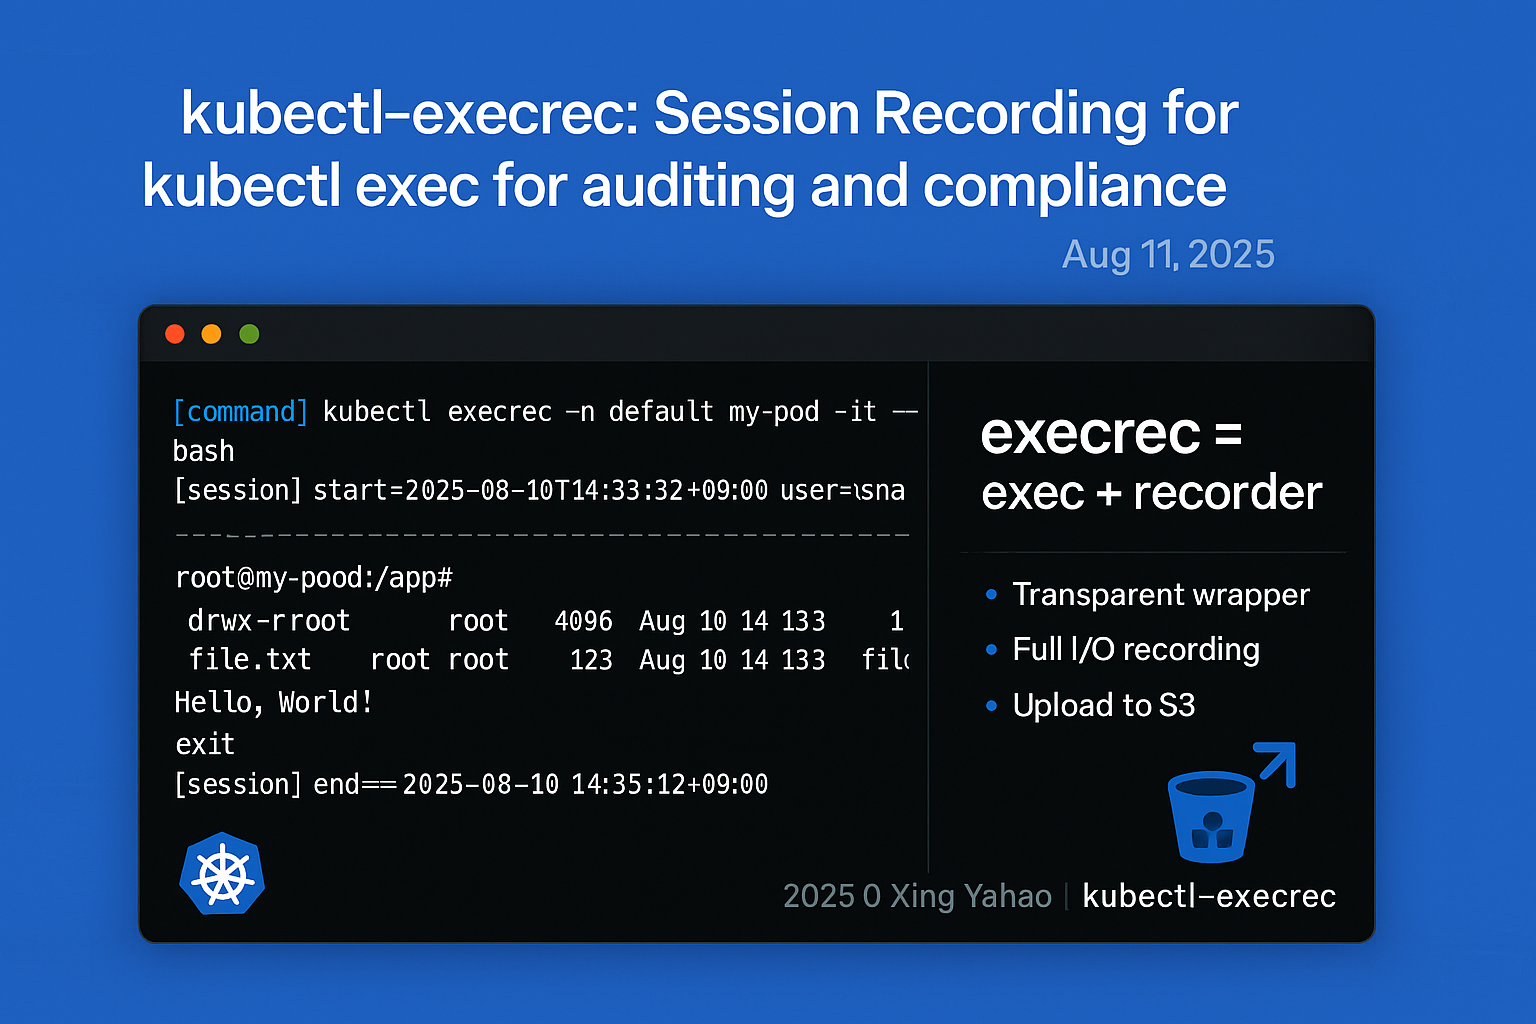 kubectl-execrec: Session Recording for
kubectl exec for auditing and compliance
Aug 11, 2025
[command] kubectl execrec -n default my-pod -it --
bash
[session] start=2025-08-10T14:33:32+09:00 user=
---------------------------------------------
root@my-pood:/app#
drwx-rroot root 4096 Aug 10 14 133 1
file.txt root root 123 Aug 10 14 133
Hello, World!
exit
[session] end==2025-08-10 14:35:12+09:00
execrec =
exec + recorder
• Transparent wrapper
• Full I/O recording
• Upload to S3
2025 0 Xing Yahao | kubectl-execrec